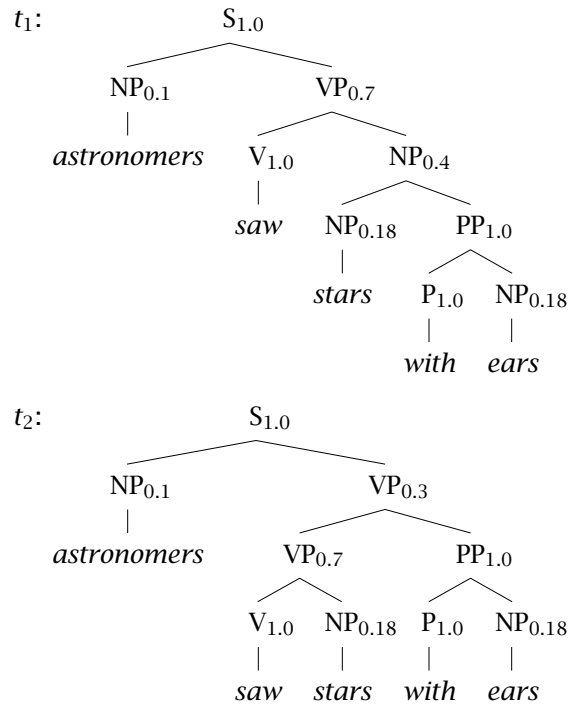 t1: S1.0
NP0.1 VP0.7
astronomers V1.0 NP0.4
saw NP0.18 PP1.0
stars P1.0 NP0.18
with ears
t2: S1.0
NP0.1 VP0.3
astronomers VP0.7 PP1.0
V1.0 NP0.18 P1.0 NP0.18
saw stars with ears